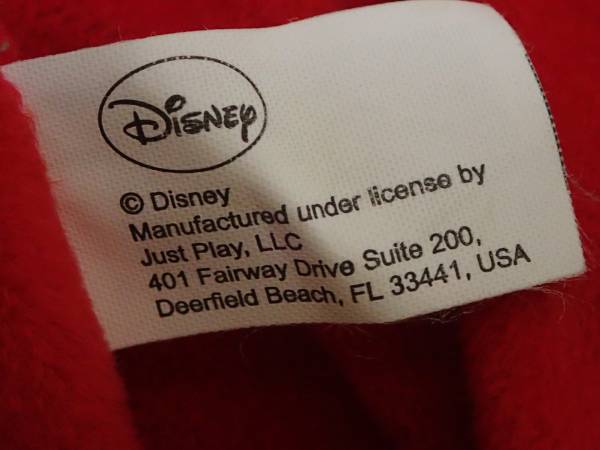 Disney
© Disney
Manufactured under license by
Just Play, LLC
401 Fairway Drive Suite 200,
Deerfield Beach, FL 33441, USA